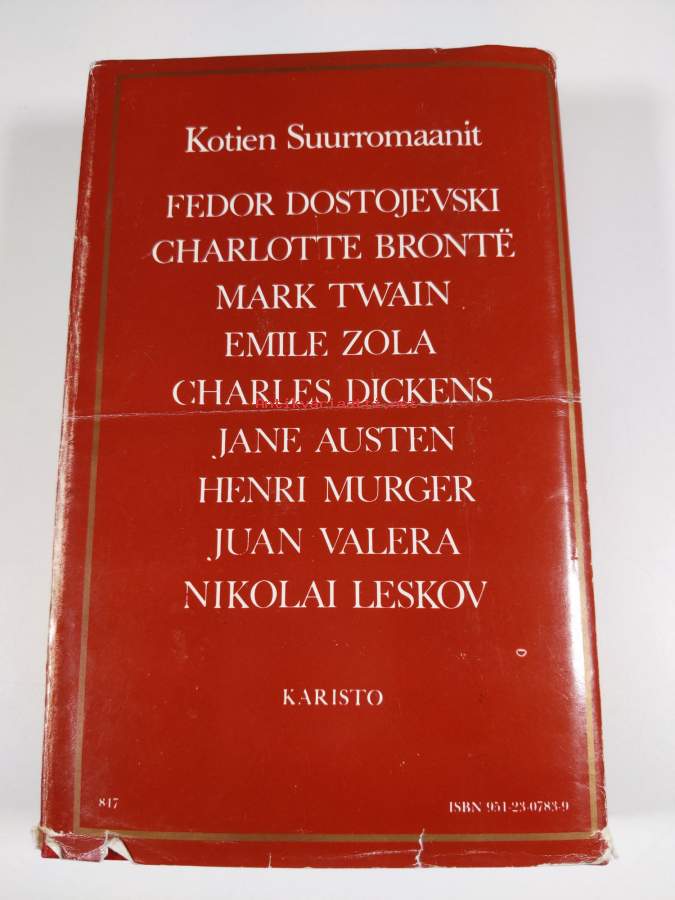 Kotien Suurromaanit
FEDOR DOSTOJEVSKI
CHARLOTTE BRONTË
MARK TWAIN
EMILE ZOLA
CHARLES DICKENS
JANE AUSTEN
HENRI MURGER
JUAN VALERA
NIKOLAI LESKOV
D
KARISTO
847
ISBN 951-23-0783-9